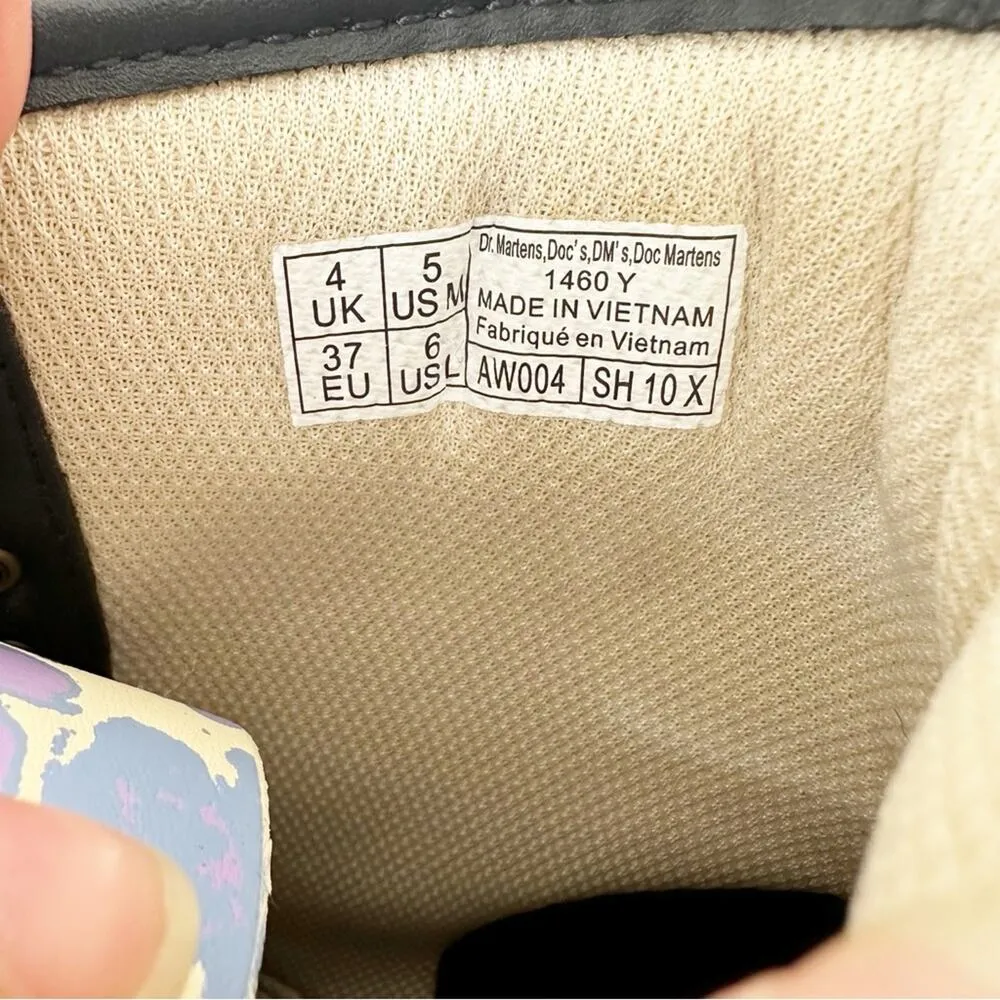 4
UK
5
US M
37
EU
6
US L
Dr. Martens,Doc's,DM's,Doc Martens
1460 Y
MADE IN VIETNAM
Fabriqué en Vietnam
AW004
SH 10 X